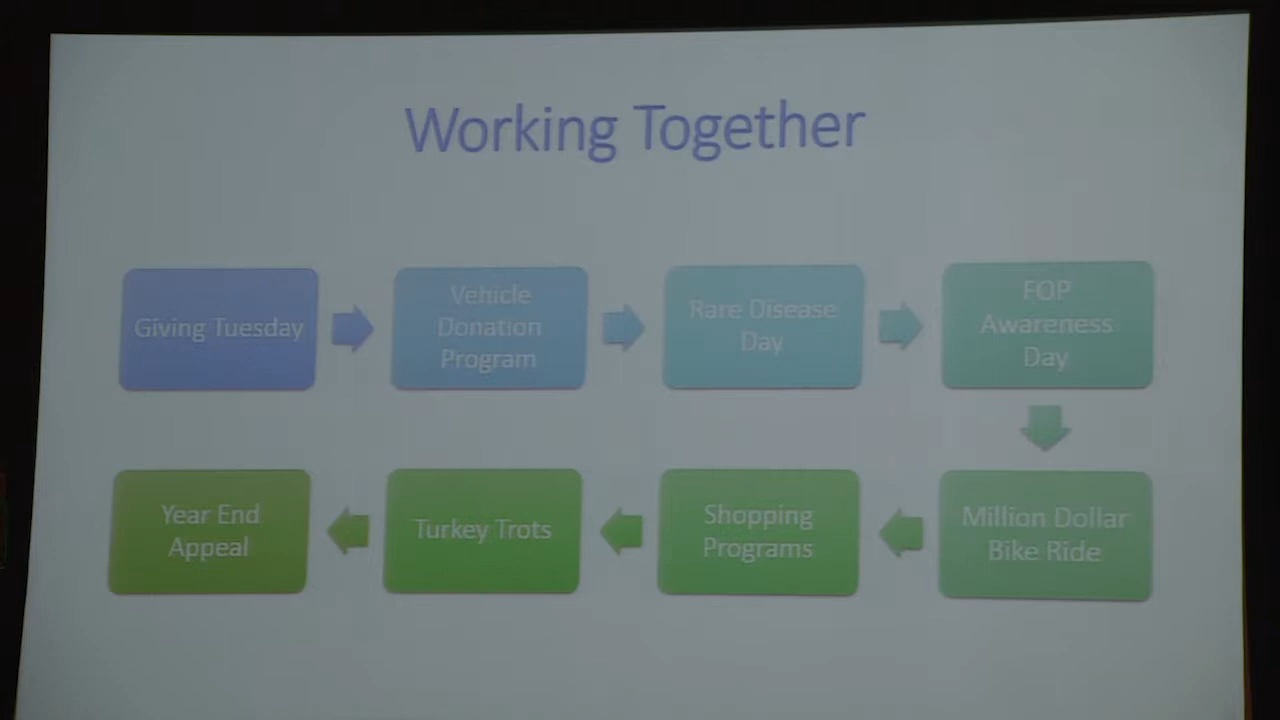 Working Together
Giving Tuesday
Vehicle
Donation
Program
Rare Disease
Day
FOP
Awareness
Day
Million Dollar
Bike Ride
Shopping
Programs
Turkey Trots
Year End
Appeal